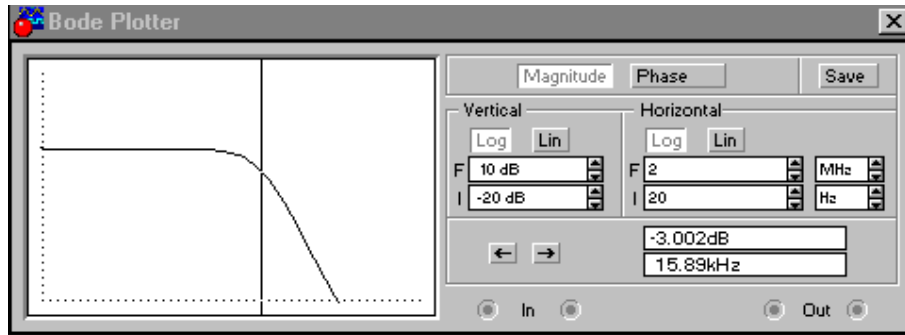 Bode Plotter
Magnitude Phase Save
Vertical Horizontal
Log Lin Log Lin
F 10 dB F 2 MHz
I -20 dB I 20 Hz
-3.002dB
← → 15.89kHz
In Out